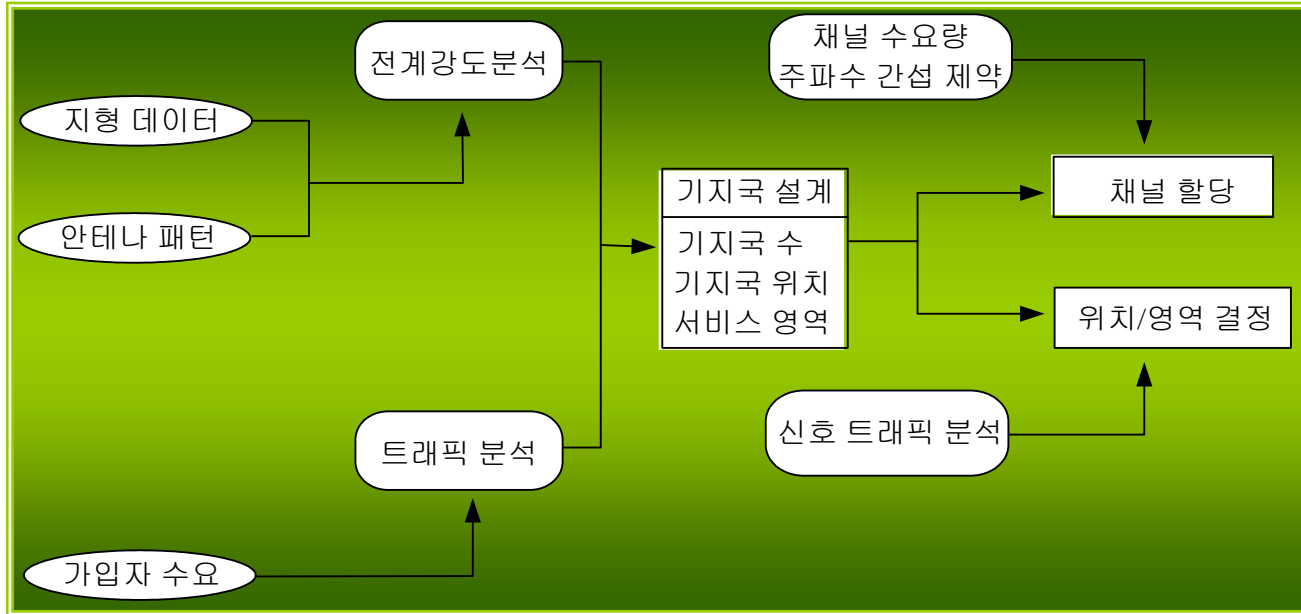 채널 수요량
주파수 간섭 제약
전계강도분석
지형 데이터
안테나 패턴
기지국 설계
기지국 수
기지국 위치
서비스 영역
채널 할당
위치/영역 결정
트래픽 분석
신호 트래픽 분석
가입자 수요